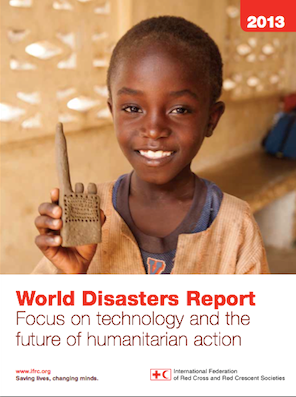 2013
World Disasters Report
Focus on technology and the
future of humanitarian action
www.ifrc.org
Saving lives, changing minds.
International Federation
of Red Cross and Red Crescent Societies